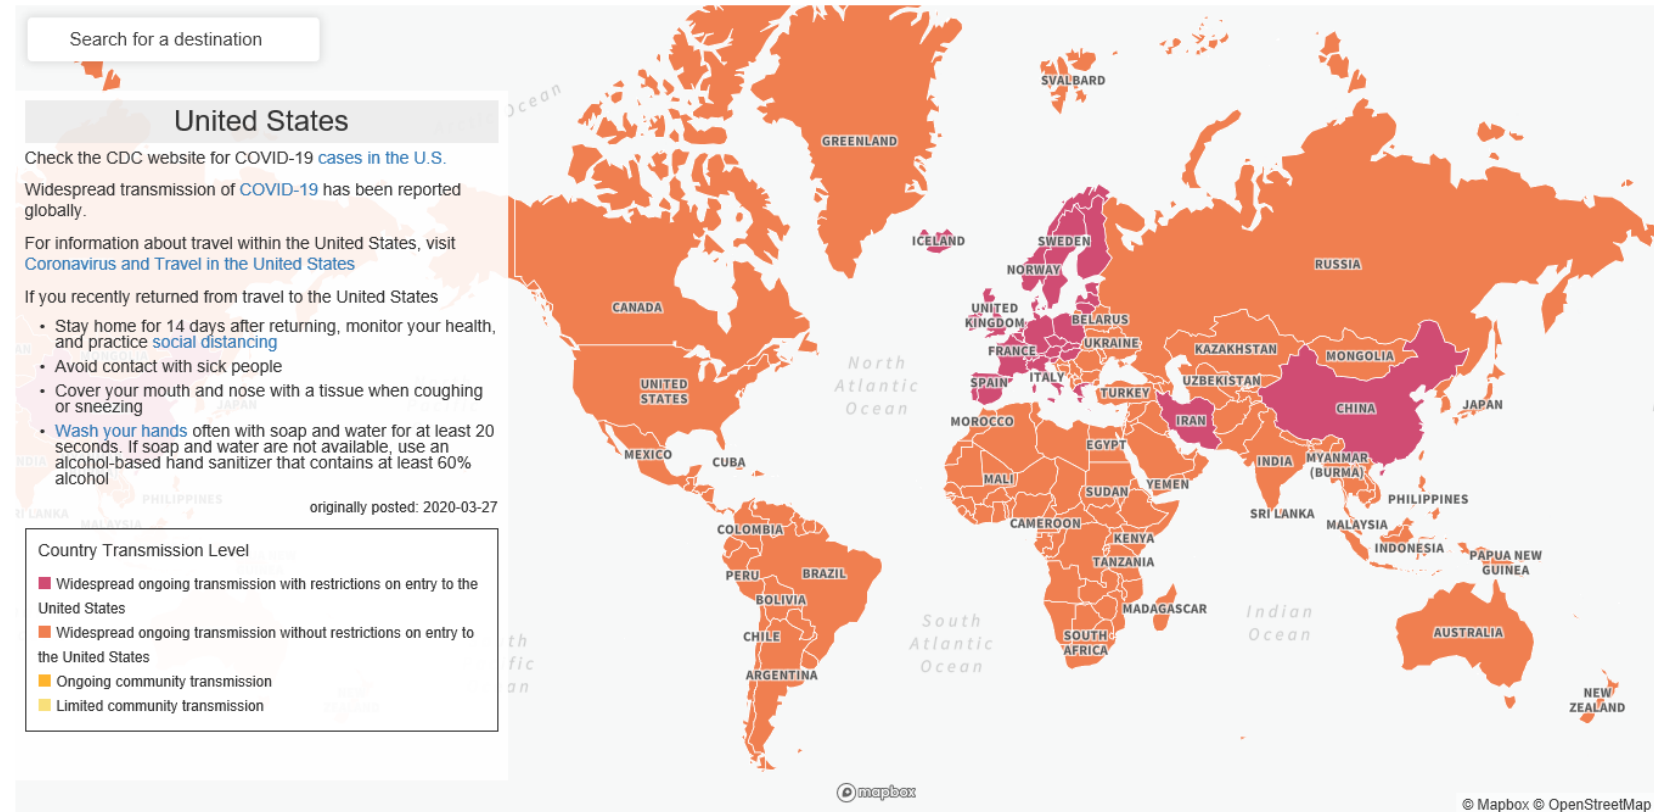 Search for a destination
Ocean
United States
Check the CDC website for COVID-19 cases in the U.S.
Widespread transmission of COVID-19 has been reported
globally.
For information about travel within the United States, visit
Coronavirus and Travel in the United States
If you recently returned from travel to the United States
• Stay home for 14 days after returning, monitor your health,
and practice social distancing
• Avoid contact with sick people
• Cover your mouth and nose with a tissue when coughing
or sneezing
• Wash your hands often with soap and water for at least 20
seconds. If soap and water are not available, use an
alcohol-based hand sanitizer that contains at least 60%
alcohol
originally posted: 2020-03-27
Country Transmission Level
Widespread ongoing transmission with restrictions on entry to the
United States
Widespread ongoing transmission without restrictions on entry to
the United States
Ongoing community transmission
Limited community transmission
MONGOLIA
JAPAN
PHILIPPINES
RI LANKA
MALAYSIA
SVALBARD
GREENLAND
ICELAND
SWEDEN
NORWAY
RUSSIA
CANADA
UNITED
KINGDOM
BELARUS
UKRAINE
FRANCE
KAZAKHSTAN
MONGOLIA
North
Atlantic
Ocean
UNITED
STATES
SPAIN
ITALY
TURKEY
UZBEKISTAN
IRAN
CHINA
JAPAN
MOROCCO
EGYPT
MEXICO
CUBA
INDIA
MYANMAR
(BURMA)
MALI
SUDAN
YEMEN
PHILIPPINES
SRI LANKA
MALAYSIA
COLOMBIA
CAMEROON
KENYA
INDONESIA
PAPUA NEW
GUINEA
TANZANIA
PERU
BRAZIL
BOLIVIA
MADAGASCAR
South
Atlantic
Ocean
Indian
Ocean
CHILE
SOUTH
AFRICA
AUSTRALIA
ARGENTINA
NEW
ZEALAND
mapbox
© Mapbox © OpenStreetMap